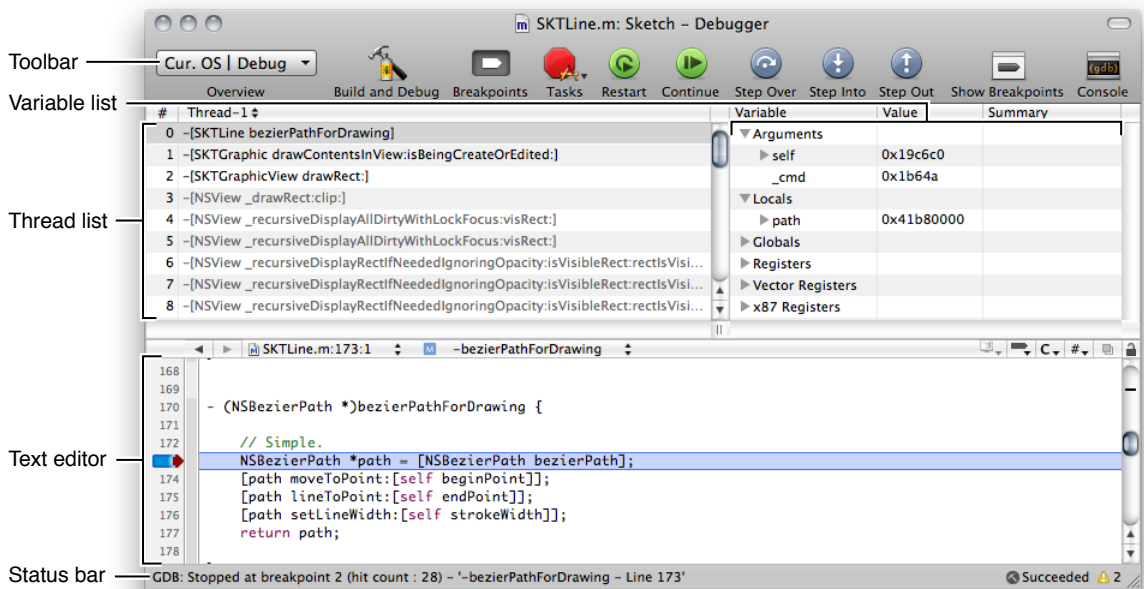 SKTLine.m: Sketch – Debugger
Toolbar
Cur. OS | Debug
Overview Build and Debug Breakpoints Tasks Restart Continue Step Over Step Into Step Out Show Breakpoints Console
(gdb)
Variable list
# Thread-1 Variable Value Summary
0 -[SKTLine bezierPathForDrawing] Arguments
1 -[SKTGraphic drawContentsInView:isBeingCreateOrEdited:] self 0x19c6c0
2 -[SKTGraphicView drawRect:] _cmd 0x1b64a
3 -[NSView _drawRect:clip:] Locals
Thread list
4 -[NSView _recursiveDisplayAllDirtyWithLockFocus:visRect:] path 0x41b80000
5 -[NSView _recursiveDisplayAllDirtyWithLockFocus:visRect:] Globals
6 -[NSView _recursiveDisplayRectIfNeededIgnoringOpacity:isVisibleRect:rectIsVisi... Registers
7 -[NSView _recursiveDisplayRectIfNeededIgnoringOpacity:isVisibleRect:rectIsVisi... Vector Registers
8 -[NSView _recursiveDisplayRectIfNeededIgnoringOpacity:isVisibleRect:rectIsVisi... x87 Registers
SKTLine.m:173:1 M -bezierPathForDrawing C #
168
169
170 - (NSBezierPath *)bezierPathForDrawing {
171
172 // Simple.
Text editor
NSBezierPath *path = [NSBezierPath bezierPath];
174 [path moveToPoint:[self beginPoint]];
175 [path lineToPoint:[self endPoint]];
176 [path setLineWidth:[self strokeWidth]];
177 return path;
178
Status bar
GDB: Stopped at breakpoint 2 (hit count : 28) – '-bezierPathForDrawing – Line 173' Succeeded 2